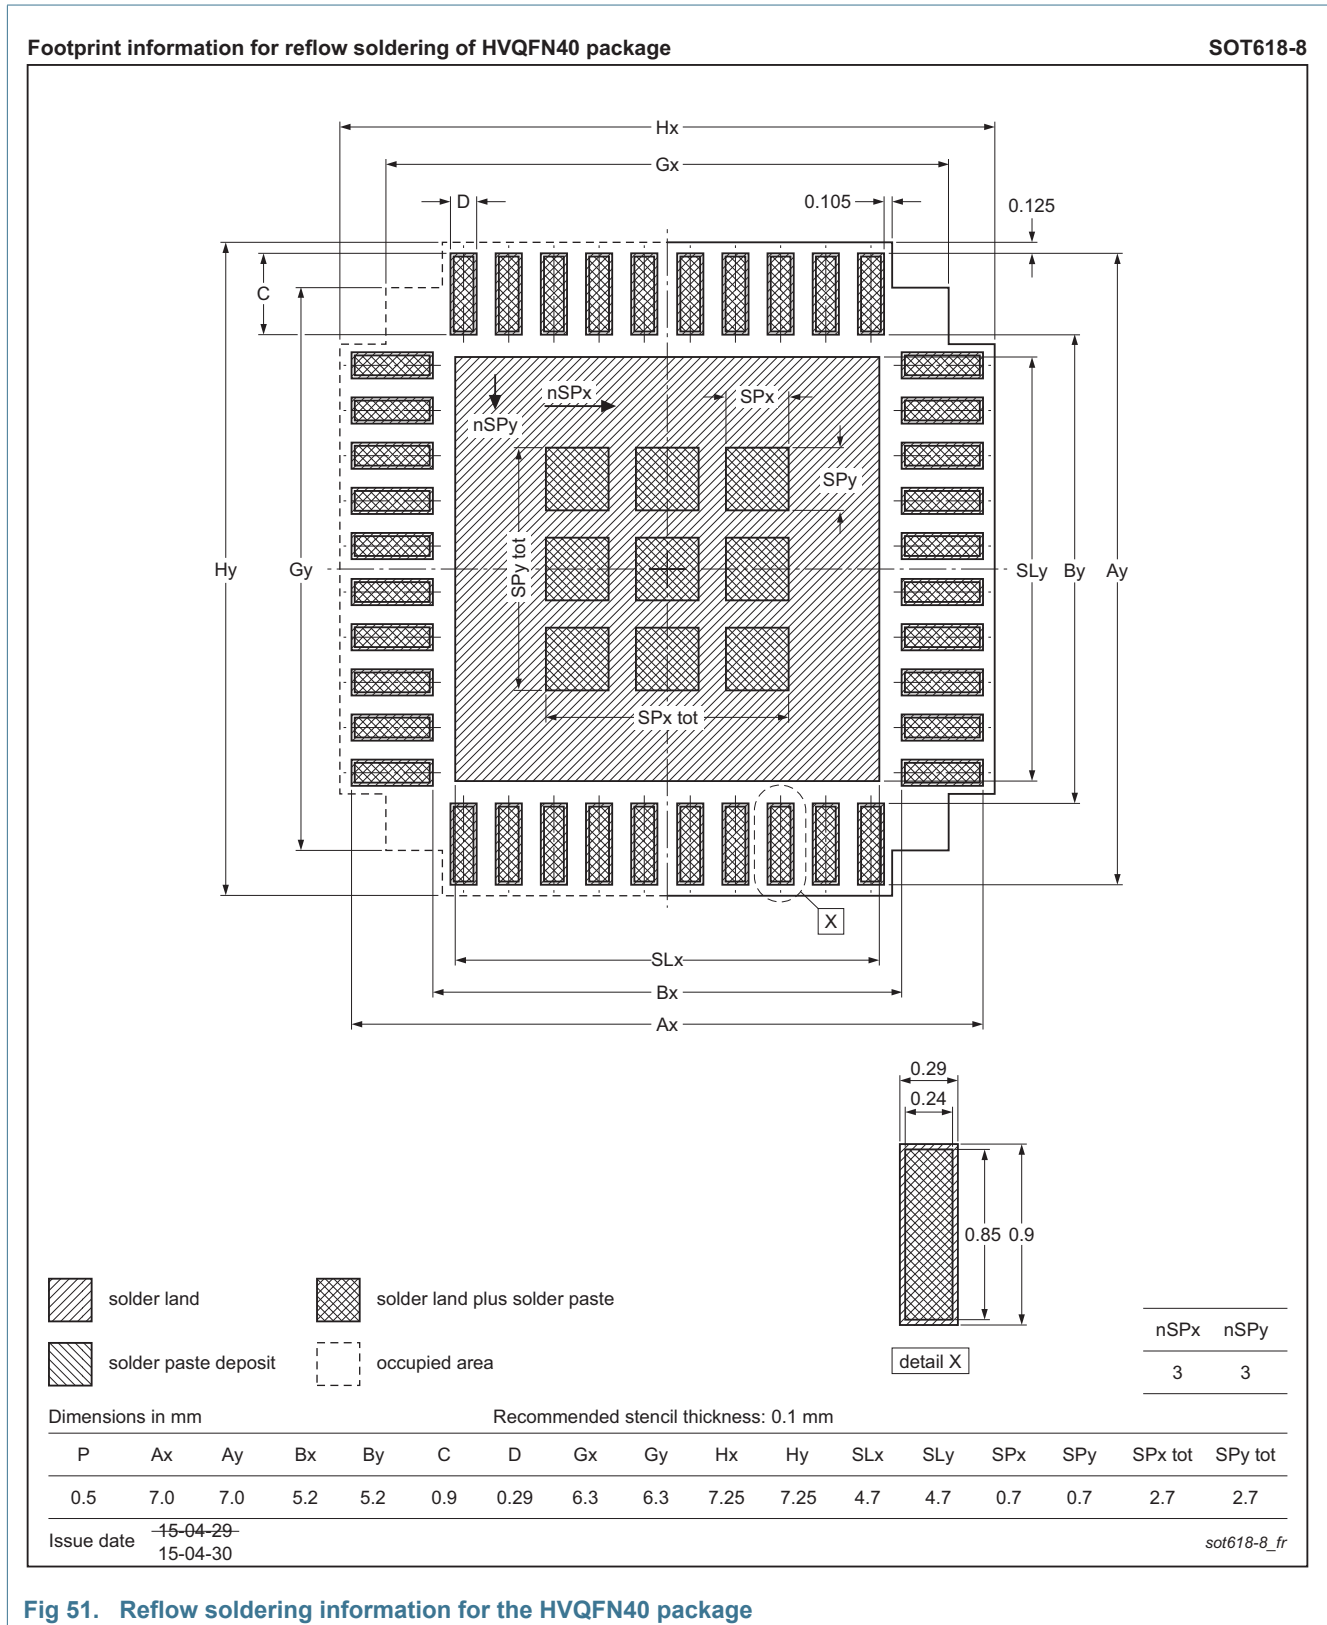 Footprint information for reflow soldering of HVQFN40 package SOT618-8
Hx
Gx
D 0.105
0.125
C
nSPx SPx
nSPy
SPy
SPy tot
Hy Gy SLy By Ay
SPx tot
X
SLx
Bx
Ax
0.29
0.24
0.85 0.9
detail X
solder land solder land plus solder paste
solder paste deposit occupied area
nSPx nSPy
3 3
Dimensions in mm Recommended stencil thickness: 0.1 mm
P Ax Ay Bx By C D Gx Gy Hx Hy SLx SLy SPx SPy SPx tot SPy tot
0.5 7.0 7.0 5.2 5.2 0.9 0.29 6.3 6.3 7.25 7.25 4.7 4.7 0.7 0.7 2.7 2.7
Issue date 15-04-29
15-04-30 sot618-8_fr
Fig 51. Reflow soldering information for the HVQFN40 package